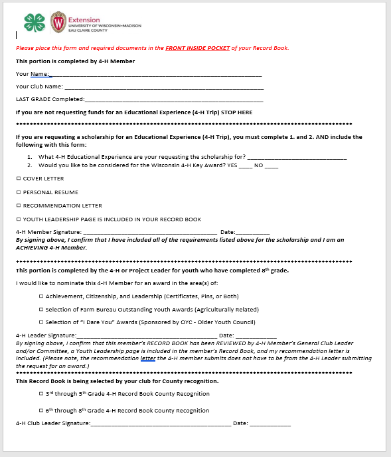 Extension
UNIVERSITY OF WISCONSIN-MADISON
EAU CLAIRE COUNTY
Please place this form and required documents in the FRONT INSIDE POCKET of your Record Book.
This portion is completed by 4-H Member
Your Name:
Your Club Name:
LAST GRADE Completed:
If you are not requesting funds for an Educational Experience (4-H Trip) STOP HERE
If you are requesting a scholarship for an Educational Experience (4-H Trip), you must complete 1. and 2. AND include the
following with this form:
1. What 4-H Educational Experience are your requesting the scholarship for?
2. Would you like to be considered for the Wisconsin 4-H Key Award? YES ____ NO ____
☐ COVER LETTER
☐ PERSONAL RESUME
☐ RECOMMENDATION LETTER
☐ YOUTH LEADERSHIP PAGE IS INCLUDED IN YOUR RECORD BOOK
4-H Member Signature: Date:
By signing above, I confirm that I have included all of the requirements listed above for the scholarship and I am an
ACHIEVING 4-H Member.
This portion is completed by the 4-H or Project Leader for youth who have completed 8th grade.
I would like to nominate this 4-H Member for an award in the area(s) of:
☐ Achievement, Citizenship, and Leadership (Certificates, Pins, or Both)
☐ Selection of Farm Bureau Outstanding Youth Awards (Agriculturally Related)
☐ Selection of "I Dare You" Awards (Sponsored by CYC - Older Youth Council)
4-H Leader Signature: Date:
By signing above, I confirm that this member's RECORD BOOK has been REVIEWED by 4-H Member's General Club Leader
and/or Committee, a Youth Leadership page is included in the member's Record Book, and my recommendation letter is
included. (Please note, the recommendation letter the 4-H member submits does not have to be from the 4-H Leader submitting
the request for an award.)
This Record Book is being selected by your club for County recognition.
☐ 3rd through 5th Grade 4-H Record Book County Recognition
☐ 6th through 8th Grade 4-H Record Book County Recognition
4-H Club Leader Signature: Date: